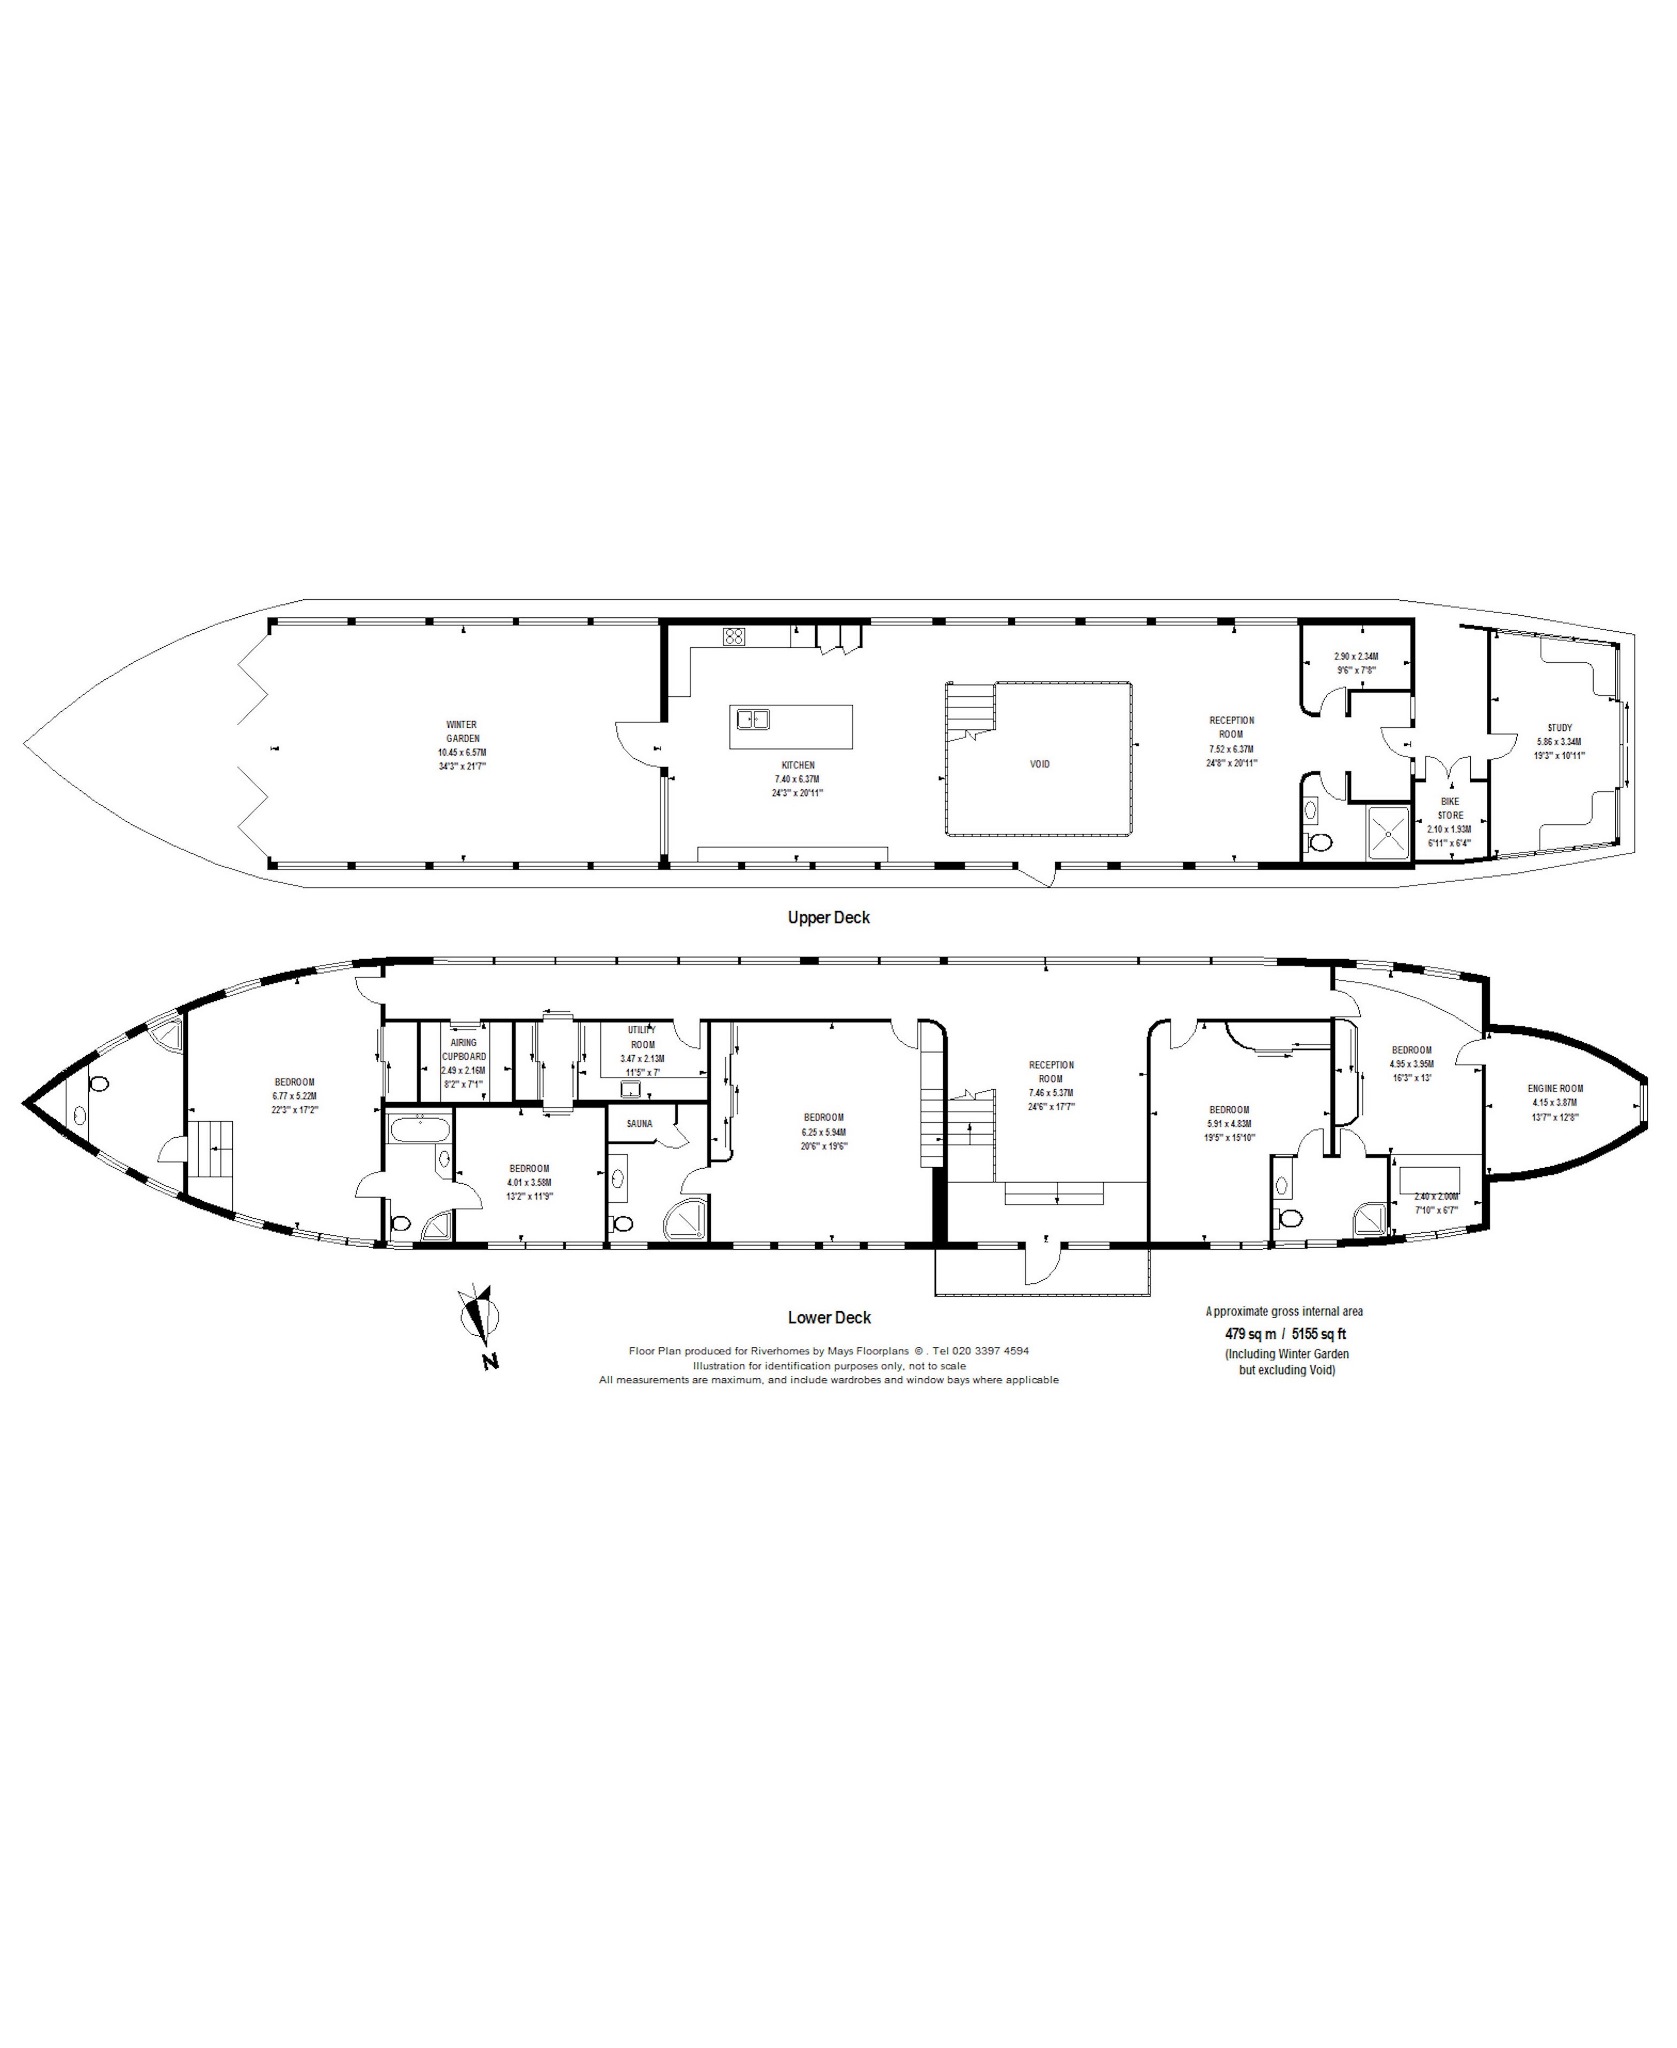 WINTER
GARDEN
10.45 x 6.57M
34'3" x 21'7"
KITCHEN
7.40 x 6.37M
24'3" x 20'11"
VOID
RECEPTION
ROOM
7.52 x 6.37M
24'8" x 20'11"
2.90 x 2.34M
9'6" x 7'8"
BIKE
STORE
2.10 x 1.93M
6'11" x 6'4"
STUDY
5.86 x 3.34M
19'3" x 10'11"
Upper Deck
BEDROOM
6.77 x 5.22M
22'3" x 17'2"
AIRING
CUPBOARD
2.49 x 2.16M
8'2" x 7'1"
UTILITY
ROOM
3.47 x 2.13M
11'5" x 7'
BEDROOM
4.01 x 3.58M
13'2" x 11'9"
SAUNA
BEDROOM
6.25 x 5.94M
20'6" x 19'6"
RECEPTION
ROOM
7.46 x 5.37M
24'6" x 17'7"
BEDROOM
5.91 x 4.83M
19'5" x 15'10"
BEDROOM
4.95 x 3.95M
16'3" x 13'
2.40 x 2.00M
7'10" x 6'7"
ENGINE ROOM
4.15 x 3.87M
13'7" x 12'8"
N
Lower Deck
Floor Plan produced for Riverhomes by Mays Floorplans © . Tel 020 3397 4594
Illustration for identification purposes only, not to scale
All measurements are maximum, and include wardrobes and window bays where applicable
Approximate gross internal area
479 sq m / 5155 sq ft
(Including Winter Garden
but excluding Void)